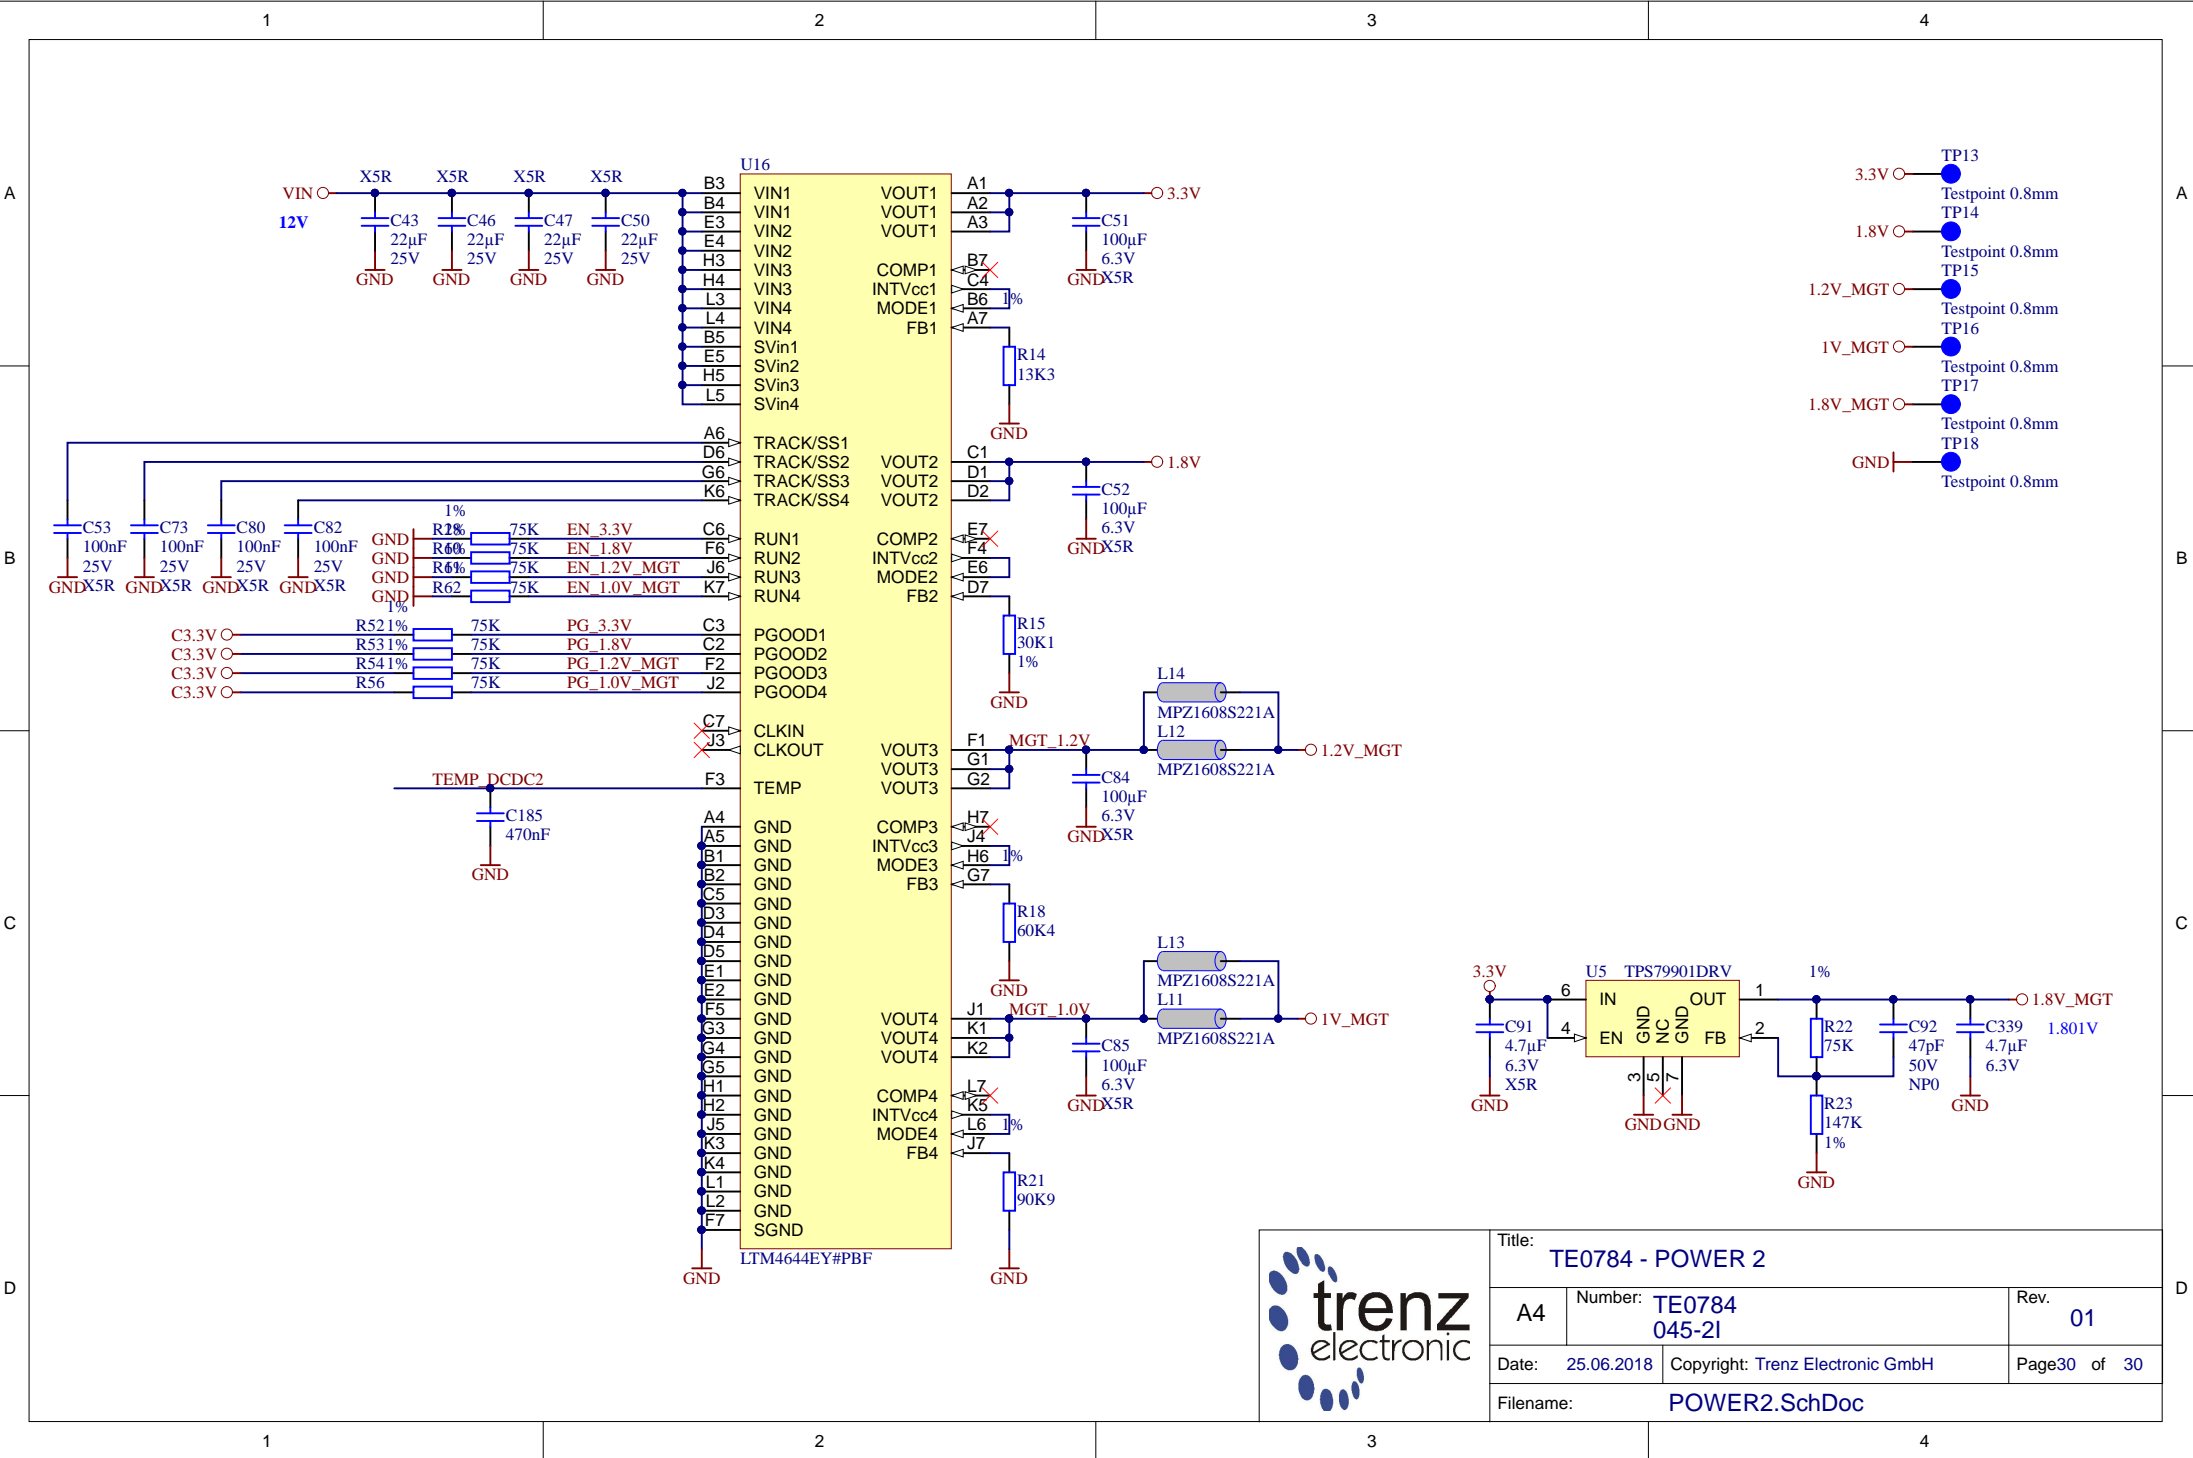 1 2 3 4
A A
B B
C C
D D
1 2 3 4
VIN
12V
X5R X5R X5R X5R
C43
22µF
25V
GND
C46
22µF
25V
GND
C47
22µF
25V
GND
C50
22µF
25V
GND
U16
B3 VIN1
B4 VIN1
E3 VIN2
E4 VIN2
H3 VIN3
H4 VIN3
L3 VIN4
L4 VIN4
B5 SVin1
E5 SVin2
H5 SVin3
L5 SVin4
A6 TRACK/SS1
D6 TRACK/SS2
G6 TRACK/SS3
K6 TRACK/SS4
C53
100nF
25V
GND X5R
C73
100nF
25V
GND X5R
C80
100nF
25V
GND X5R
C82
100nF
25V
GND X5R
1%
GND R28 1% 75K EN_3.3V C6 RUN1
GND R60 1% 75K EN_1.8V F6 RUN2
GND R61 1% 75K EN_1.2V_MGT J6 RUN3
GND R62 75K EN_1.0V_MGT K7 RUN4
1%
C3.3V R52 1% 75K PG_3.3V C3 PGOOD1
C3.3V R53 1% 75K PG_1.8V C2 PGOOD2
C3.3V R54 1% 75K PG_1.2V_MGT F2 PGOOD3
C3.3V R56 75K PG_1.0V_MGT J2 PGOOD4
C7 CLKIN
J3 CLKOUT
TEMP_DCDC2 F3 TEMP
C185
470nF
GND
A4 GND
A5 GND
B1 GND
B2 GND
C5 GND
D3 GND
D4 GND
D5 GND
E1 GND
E2 GND
F5 GND
G3 GND
G4 GND
G5 GND
H1 GND
H2 GND
J5 GND
K3 GND
K4 GND
L1 GND
L2 GND
F7 SGND
GND
LTM4644EY#PBF
VOUT1 A1 3.3V
VOUT1 A2
VOUT1 A3
C51
100µF
6.3V
GND X5R
COMP1 B7
INTVcc1 C4
MODE1 B6 1%
FB1 A7
R14
13K3
GND
VOUT2 C1 1.8V
VOUT2 D1
VOUT2 D2
C52
100µF
6.3V
GND X5R
COMP2 E7
INTVcc2 F4
MODE2 E6
FB2 D7
R15
30K1
1%
GND
VOUT3 F1 MGT_1.2V
VOUT3 G1
VOUT3 G2
L14
MPZ1608S221A
L12
MPZ1608S221A
1.2V_MGT
C84
100µF
6.3V
GND X5R
COMP3 H7
INTVcc3 J4
MODE3 H6 1%
FB3 G7
R18
60K4
GND
VOUT4 J1 MGT_1.0V
VOUT4 K1
VOUT4 K2
L13
MPZ1608S221A
L11
MPZ1608S221A
1V_MGT
C85
100µF
6.3V
GND X5R
COMP4 L7
INTVcc4 K5
MODE4 L6 1%
FB4 J7
R21
90K9
GND
TP13
3.3V
Testpoint 0.8mm
TP14
1.8V
Testpoint 0.8mm
TP15
1.2V_MGT
Testpoint 0.8mm
TP16
1V_MGT
Testpoint 0.8mm
TP17
1.8V_MGT
Testpoint 0.8mm
TP18
GND
Testpoint 0.8mm
3.3V
C91
4.7µF
6.3V
X5R
GND
U5 TPS79901DRV
6 IN OUT 1
4 EN GND NC GND FB 2
3 5 7
GND GND
1%
R22
75K
C92
47pF
50V
NP0
C339
4.7µF
6.3V
GND
1.8V_MGT
1.801V
R23
147K
1%
GND
trenz
electronic
Title:
TE0784 - POWER 2
A4
Number: TE0784
045-2I
Rev.
01
Date: 25.06.2018
Copyright: Trenz Electronic GmbH
Page30 of 30
Filename: POWER2.SchDoc